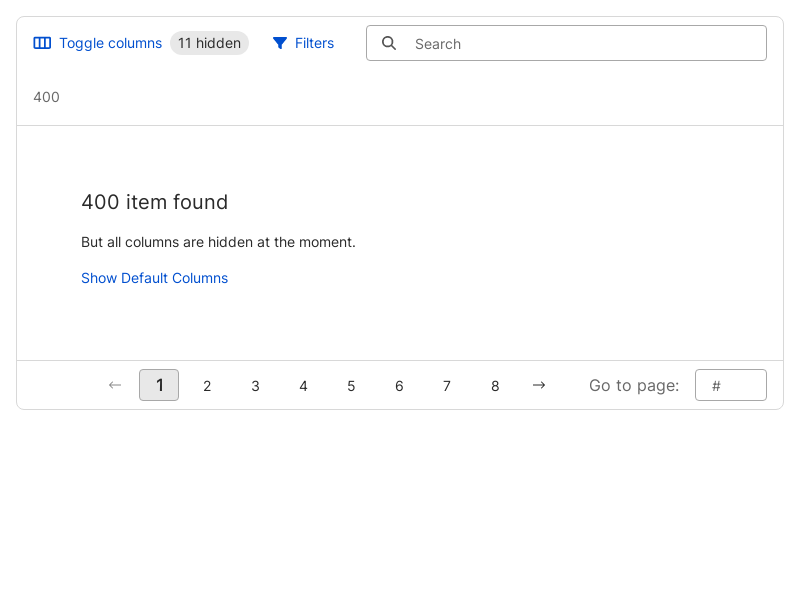 Toggle columns 11 hidden Filters Search
400
400 item found
But all columns are hidden at the moment.
Show Default Columns
1 2 3 4 5 6 7 8 Go to page: #